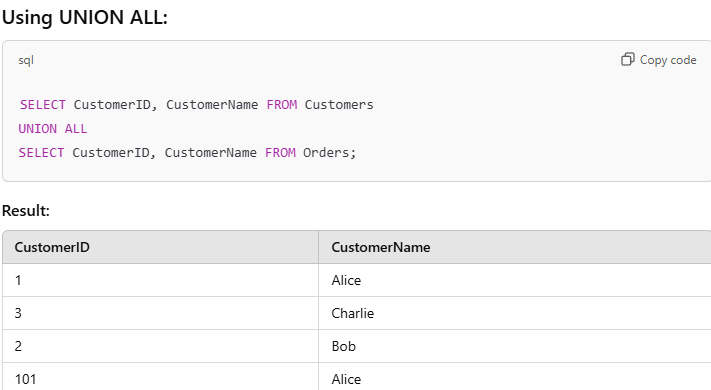 Using UNION ALL:
sql Copy code
SELECT CustomerID, CustomerName FROM Customers
UNION ALL
SELECT CustomerID, CustomerName FROM Orders;
Result:
CustomerID CustomerName
1 Alice
3 Charlie
2 Bob
101 Alice